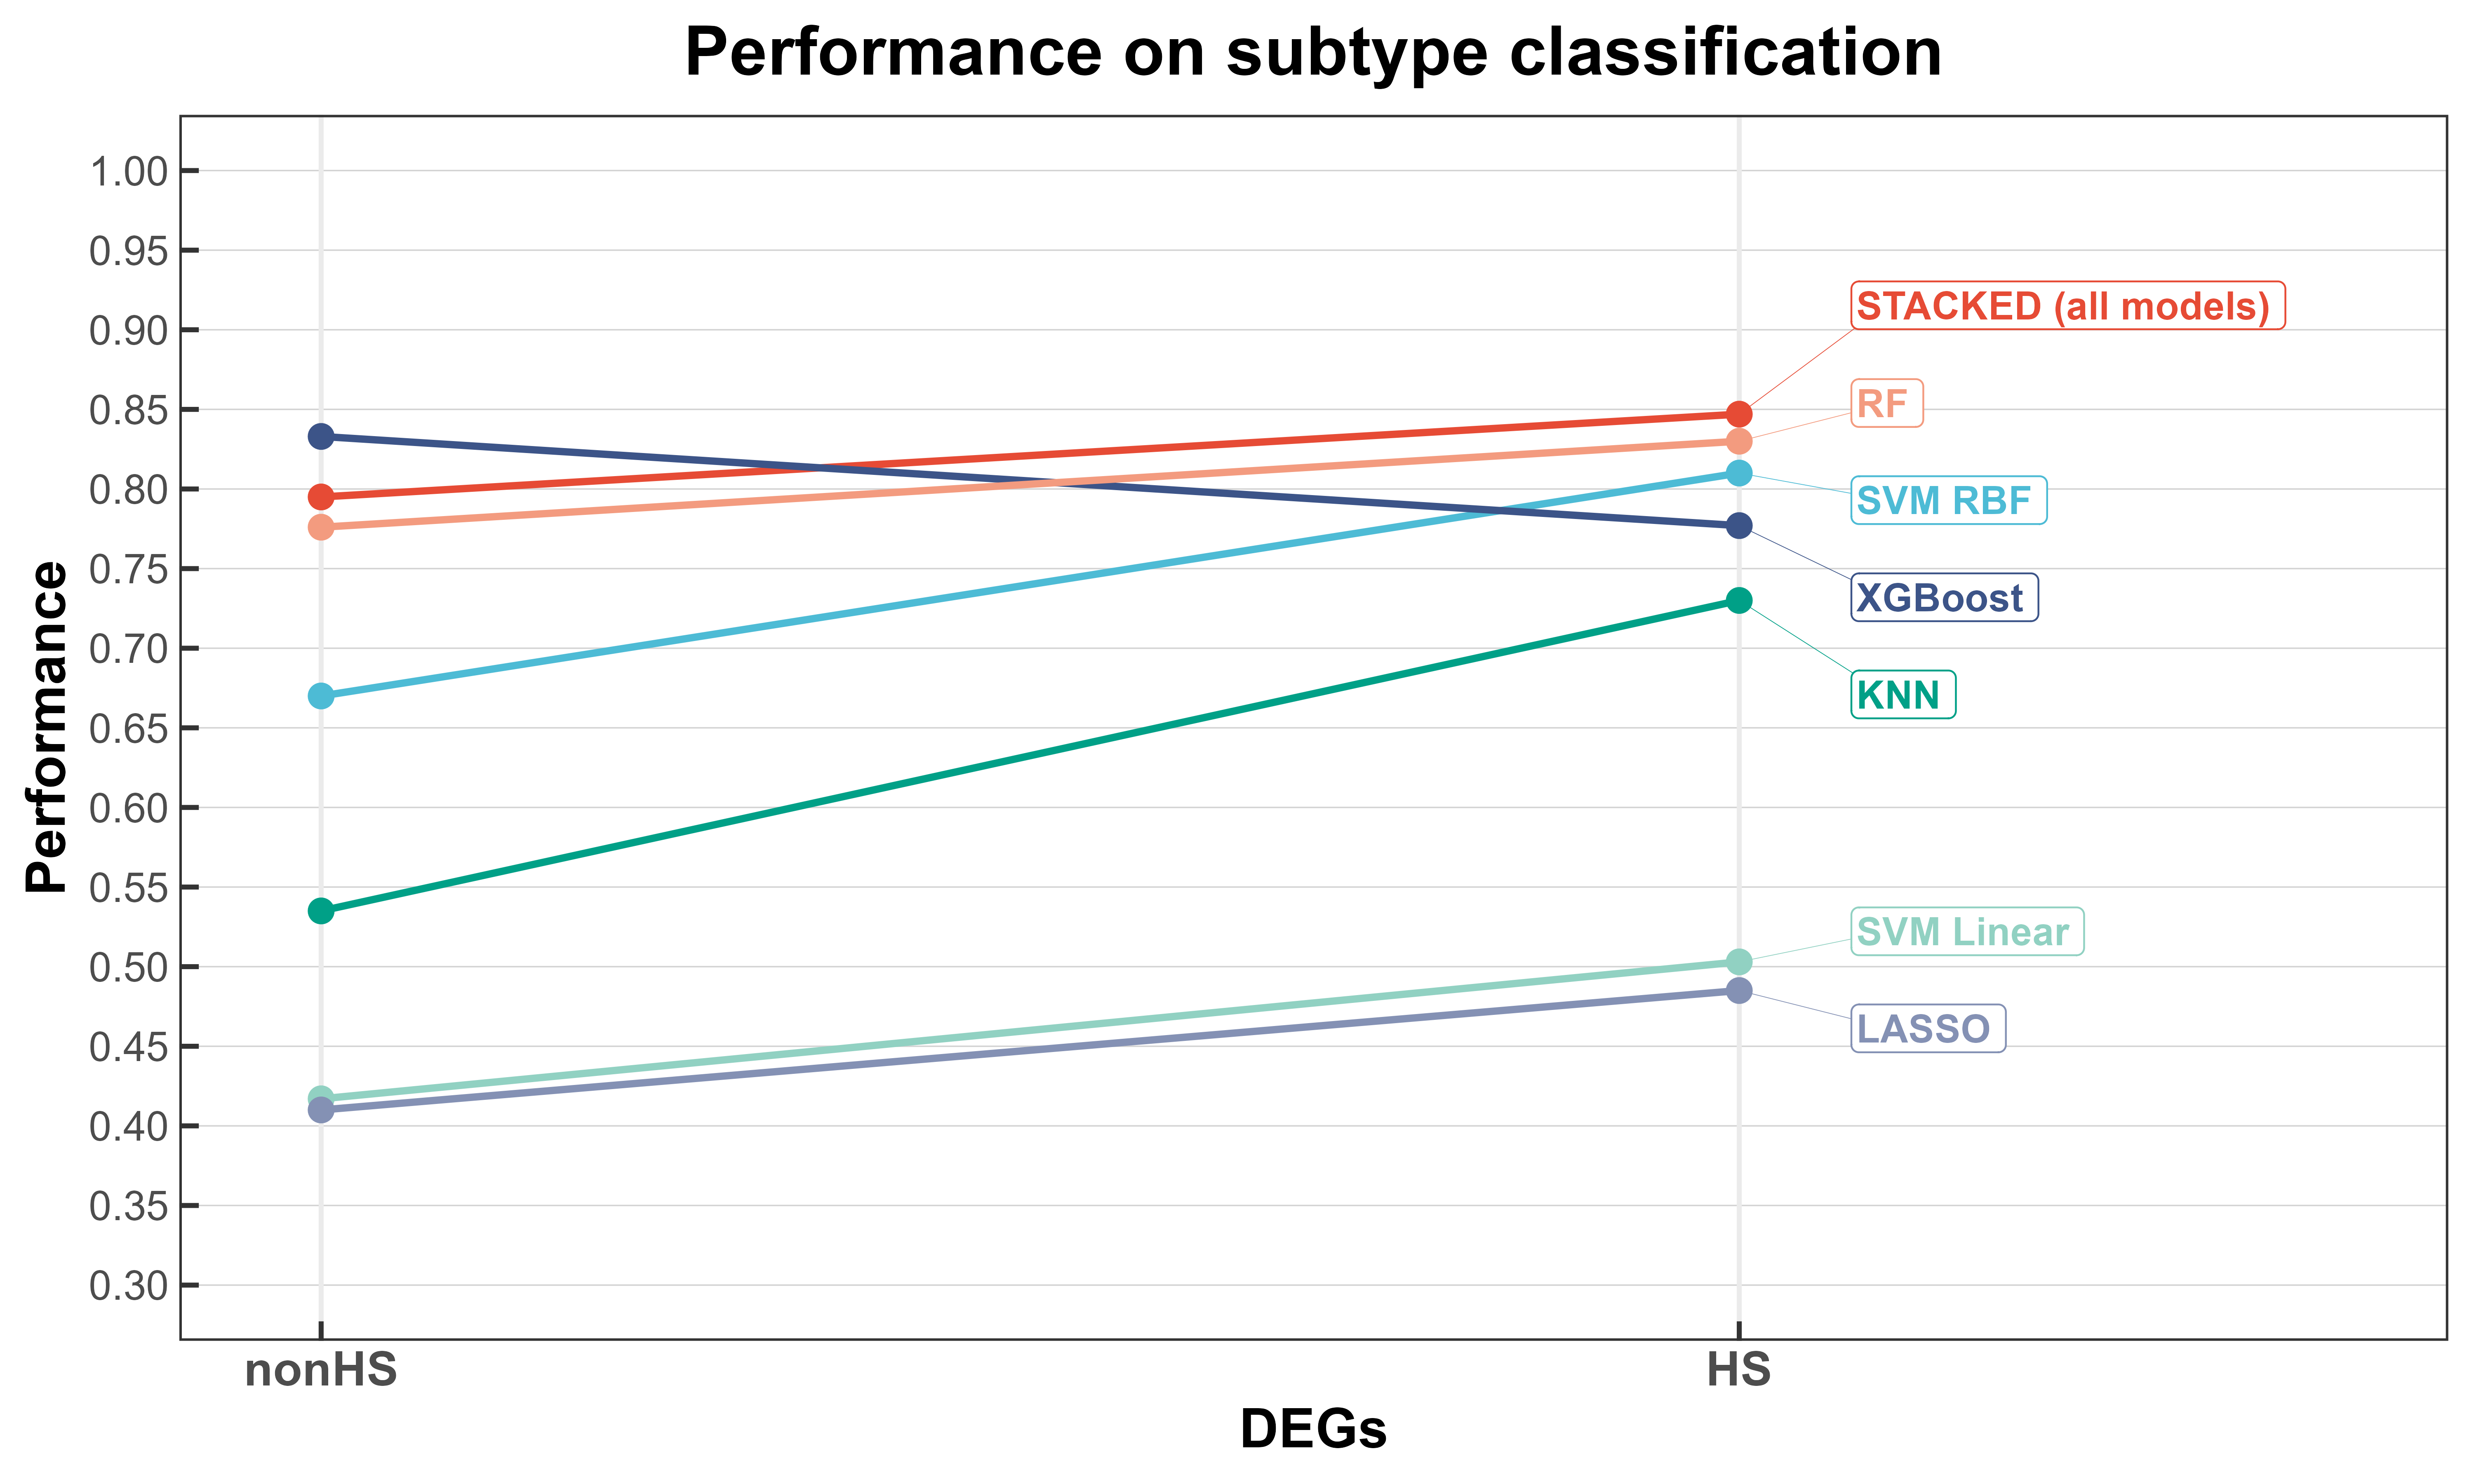 Performance on subtype classification
Performance
1.00
0.95
0.90
0.85
0.80
0.75
0.70
0.65
0.60
0.55
0.50
0.45
0.40
0.35
0.30
STACKED (all models)
RF
SVM RBF
XGBoost
KNN
SVM Linear
LASSO
nonHS
HS
DEGs